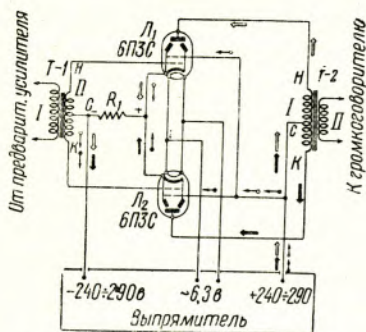 От предварит. усилителя
Т-1
I
Н
II
С
К
R₁
+
Л₁
6П3С
Л₂
6П3С
Н
Т-2
I
С
К
II
К громкоговорителю
−240÷290в
~6,3в
+240÷290
Выпрямитель